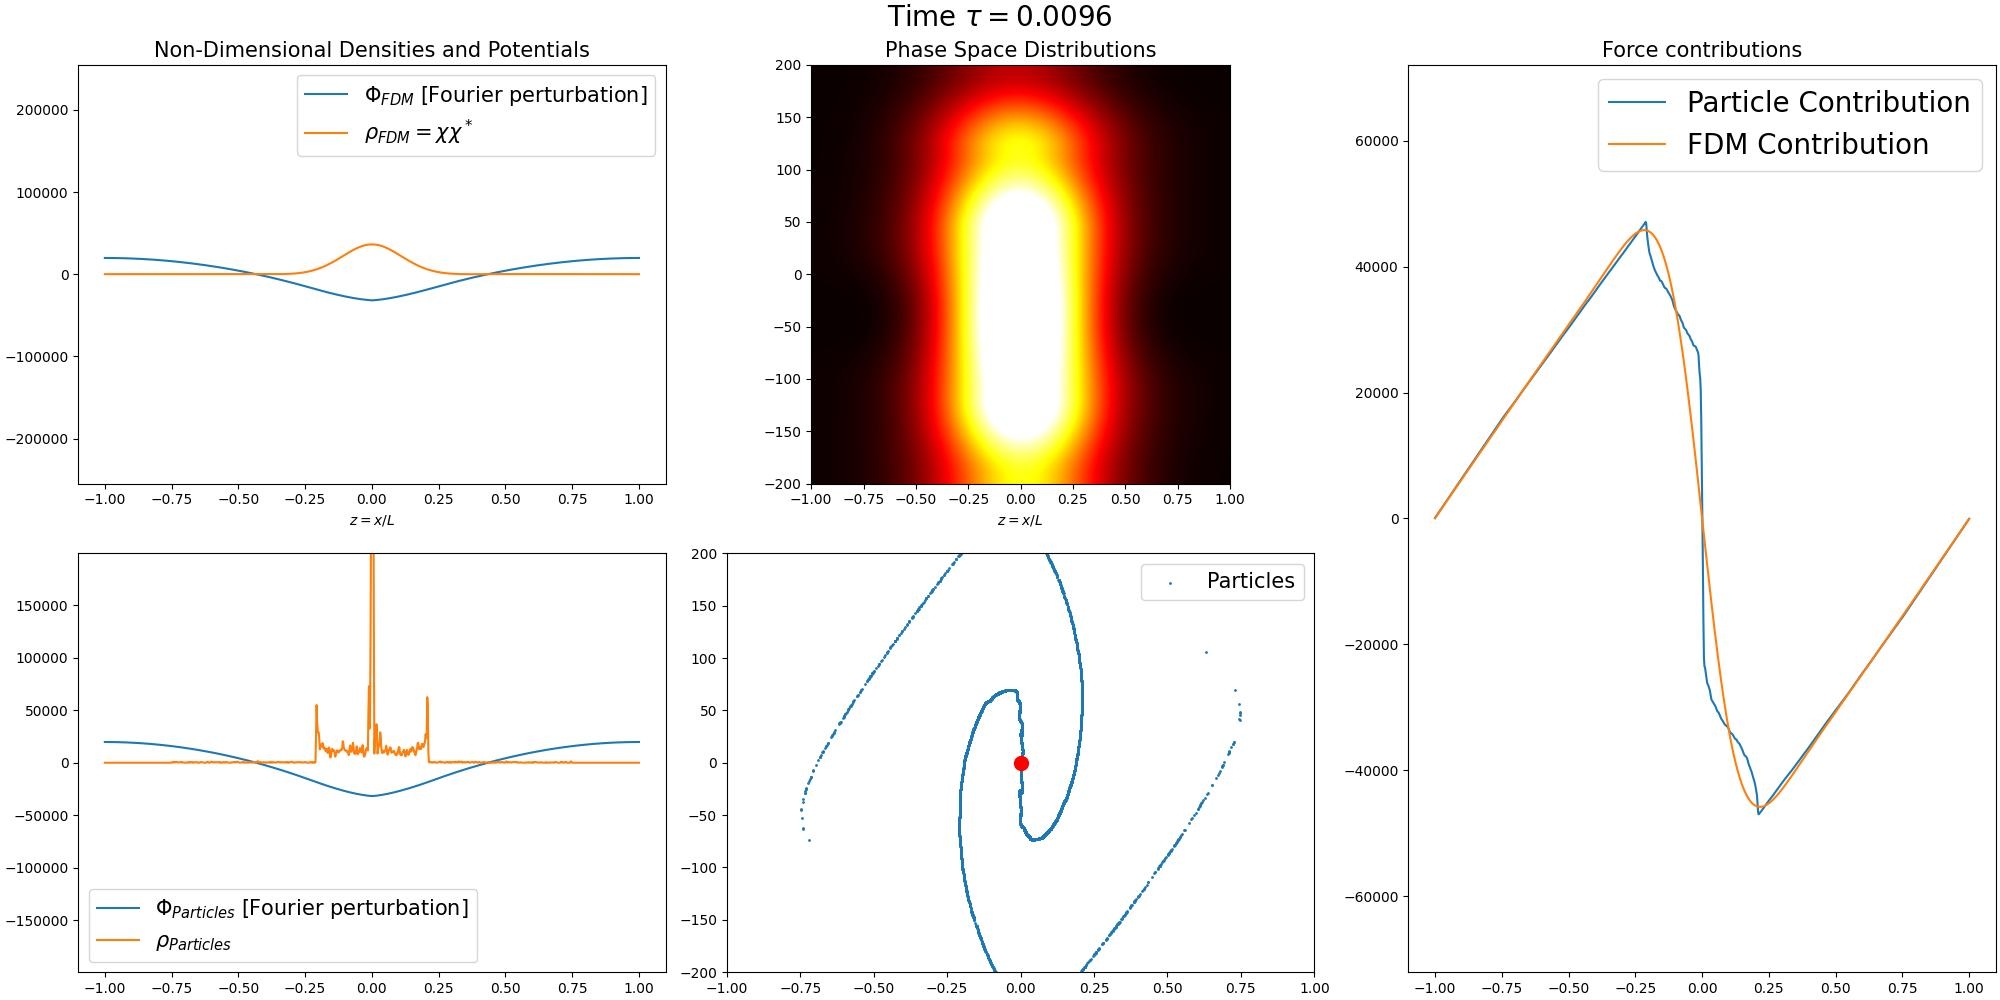 Time τ = 0.0096
Non-Dimensional Densities and Potentials
Φ_FDM [Fourier perturbation]
ρ_FDM = χχ*
200000
100000
0
−100000
−200000
−1.00 −0.75 −0.50 −0.25 0.00 0.25 0.50 0.75 1.00
z = x/L
Phase Space Distributions
200
150
100
50
0
−50
−100
−150
−200
−1.00 −0.75 −0.50 −0.25 0.00 0.25 0.50 0.75 1.00
z = x/L
Force contributions
Particle Contribution
FDM Contribution
60000
40000
20000
0
−20000
−40000
−60000
−1.00 −0.75 −0.50 −0.25 0.00 0.25 0.50 0.75 1.00
150000
100000
50000
0
−50000
−100000
−150000
Φ_Particles [Fourier perturbation]
ρ_Particles
−1.00 −0.75 −0.50 −0.25 0.00 0.25 0.50 0.75 1.00
Particles
200
150
100
50
0
−50
−100
−150
−200
−1.00 −0.75 −0.50 −0.25 0.00 0.25 0.50 0.75 1.00